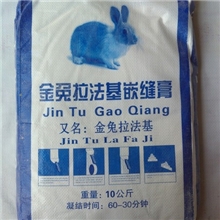 金兔拉法基嵌缝膏
Jin Tu Gao Qiang
又名：金兔拉法基
Jin Tu La Fa Ji
重量：10公斤
凝结时间：60-30分钟